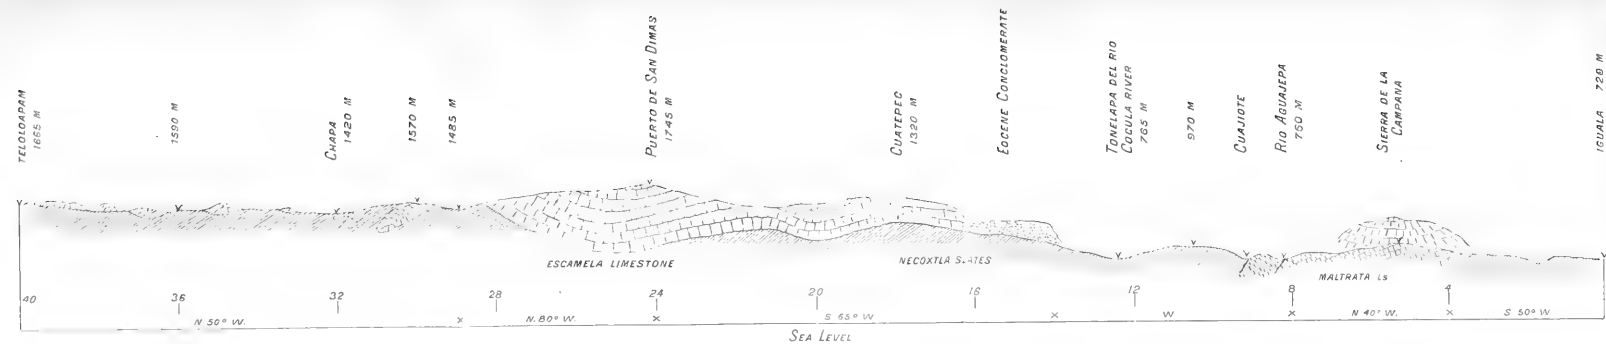 TELOLOAPAM
1665 M
1590 M
CHAPA
1420 M
1570 M
1485 M
PUERTO DE SAN DIMAS
1745 M
CUATEPEC
1320 M
EOCENE CONGLOMERATE
TONELAPA DEL RIO
COCULA RIVER
765 M
970 M
CUAJIOTE
RIO AGUAJEPA
750 M
SIERRA DE LA
CAMPANA
IGUALA 728 M
ESCAMELA LIMESTONE
NECOXTLA SLATES
MALTRATA LS
40
36
32
28
24
20
16
12
8
4
N 50° W.
X
N. 80° W.
X
S 65° W
X
W
X
N 40° W.
X
S 50° W
SEA LEVEL